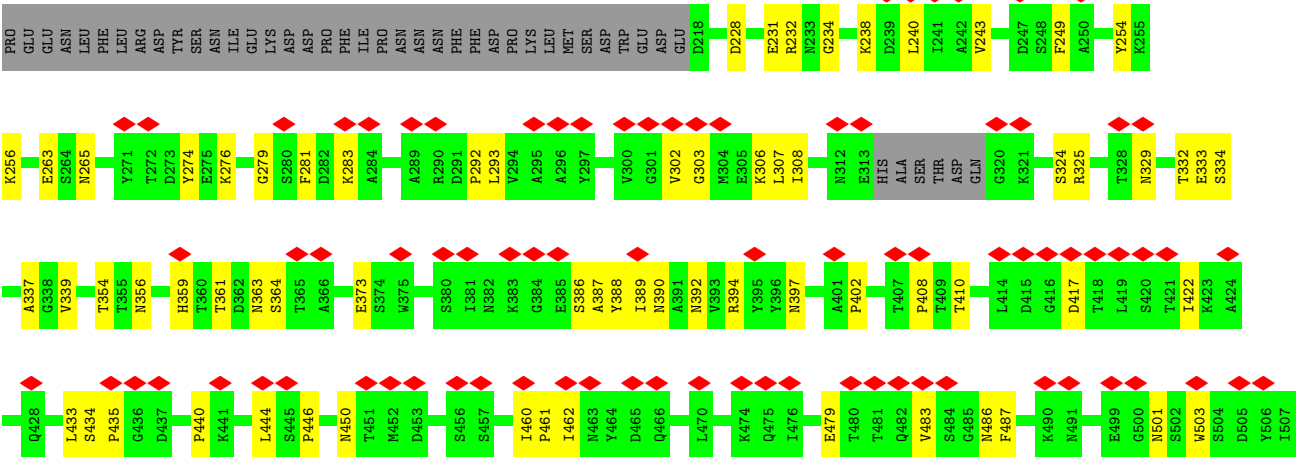 PRO GLU GLU ASN LEU PHE LEU ARG ASP TYR SER ASN ILE GLU LYS ASP ASP PRO PHE ILE PRO ASN ASN ASN PHE PHE ASP PRO LYS LEU MET SER ASP TRP GLU ASP GLU D218 D228 E231 R232 N233 G234 K238 D239 L240 I241 A242 V243 D247 S248 F249 A250 Y254 K255
K256 E263 S264 N265 Y271 T272 D273 Y274 E275 K276 G279 S280 F281 D282 K283 A284 A289 R290 D291 P292 L293 V294 A295 A296 Y297 V300 G301 V302 G303 M304 E305 K306 L307 I308 N312 E313 HIS ALA SER THR ASP GLN G320 K321 S324 R325 T328 N329 T332 E333 S334
A337 G338 V339 T354 T355 N356 H359 T360 T361 D362 N363 S364 T365 A366 E373 S374 W375 S380 I381 N382 K383 G384 E385 S386 A387 Y388 I389 N390 A391 N392 V393 R394 Y395 Y396 N397 A401 P402 T407 P408 T409 T410 L414 D415 G416 D417 T418 L419 S420 T421 I422 K423 A424
Q428 L433 S434 P435 G436 D437 P440 K441 L444 S445 P446 N450 T451 M452 D453 S456 S457 I460 P461 I462 N463 Y464 D465 Q466 L470 K474 Q475 I476 E479 T480 T481 Q482 V483 S484 G485 N486 F487 K490 N491 E499 G500 N501 S502 W503 S504 D505 Y506 I507